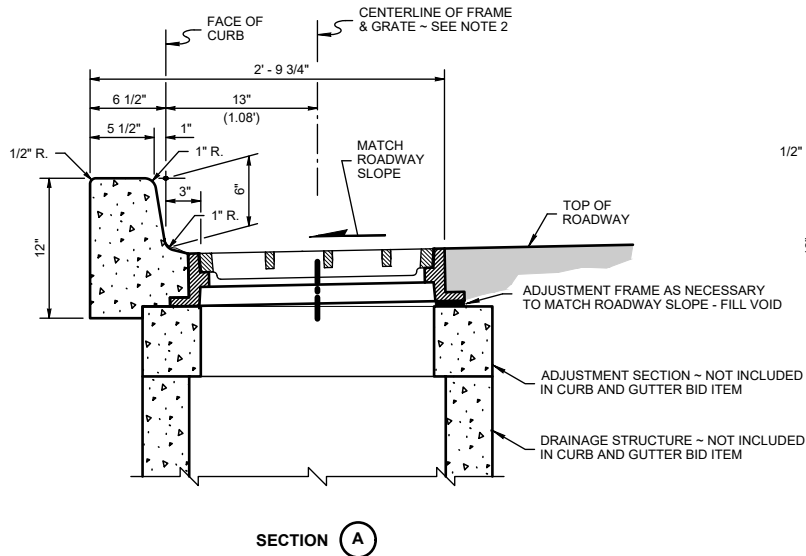 FACE OF
CURB
CENTERLINE OF FRAME
& GRATE ~ SEE NOTE 2
2' - 9 3/4"
6 1/2"
13"
(1.08')
5 1/2"
1"
1/2" R.
1" R.
MATCH
ROADWAY
SLOPE
1/2"
6"
3"
1" R.
12"
TOP OF
ROADWAY
ADJUSTMENT FRAME AS NECESSARY
TO MATCH ROADWAY SLOPE - FILL VOID
ADJUSTMENT SECTION ~ NOT INCLUDED
IN CURB AND GUTTER BID ITEM
DRAINAGE STRUCTURE ~ NOT INCLUDED
IN CURB AND GUTTER BID ITEM
SECTION A